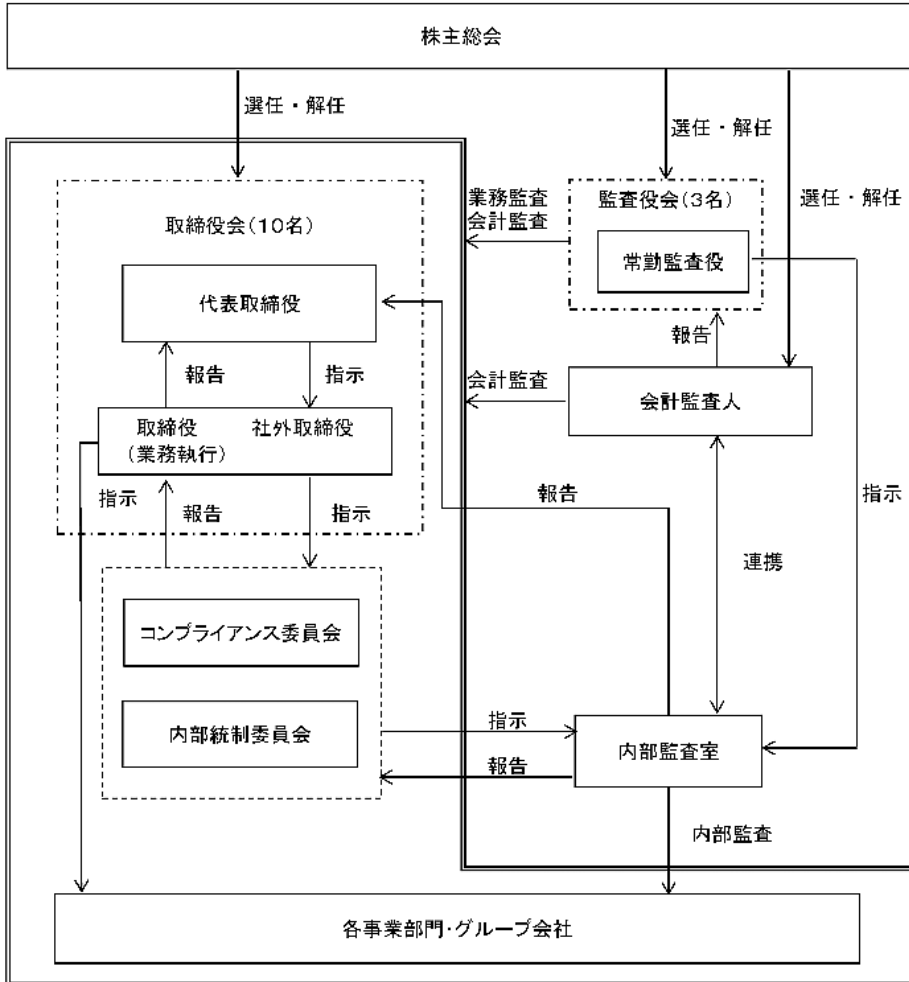 株主総会
選任・解任
選任・解任
選任・解任
取締役会(10名)
業務監査
会計監査
監査役会(3名)
常勤監査役
代表取締役
報告
報告
指示
会計監査
会計監査人
取締役
(業務執行)
社外取締役
指示
報告
指示
報告
指示
連携
コンプライアンス委員会
内部統制委員会
指示
報告
内部監査室
内部監査
各事業部門・グループ会社